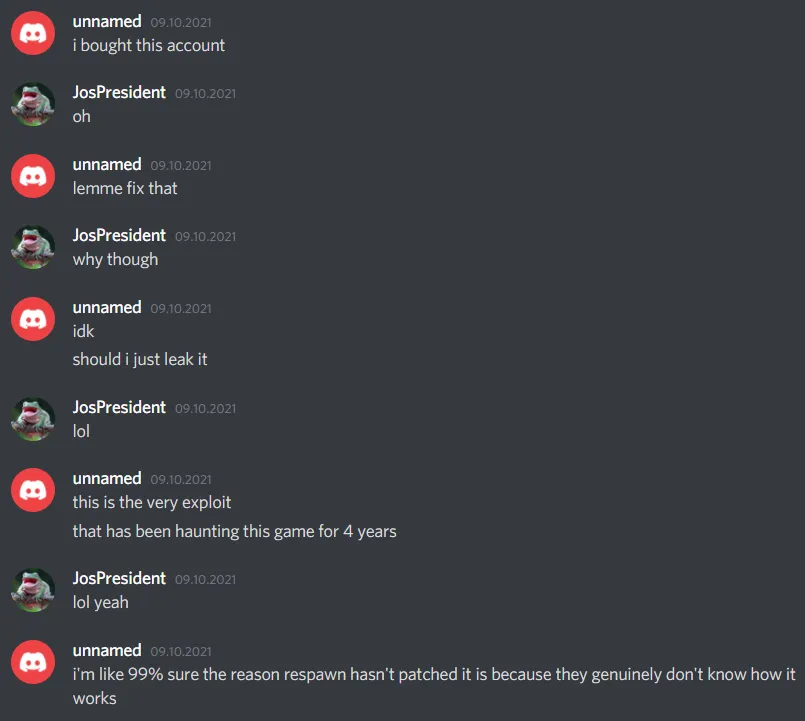 unnamed 09.10.2021
i bought this account
JosPresident 09.10.2021
oh
unnamed 09.10.2021
lemme fix that
JosPresident 09.10.2021
why though
unnamed 09.10.2021
idk
should i just leak it
JosPresident 09.10.2021
lol
unnamed 09.10.2021
this is the very exploit
that has been haunting this game for 4 years
JosPresident 09.10.2021
lol yeah
unnamed 09.10.2021
i'm like 99% sure the reason respawn hasn't patched it is because they genuinely don't know how it
works